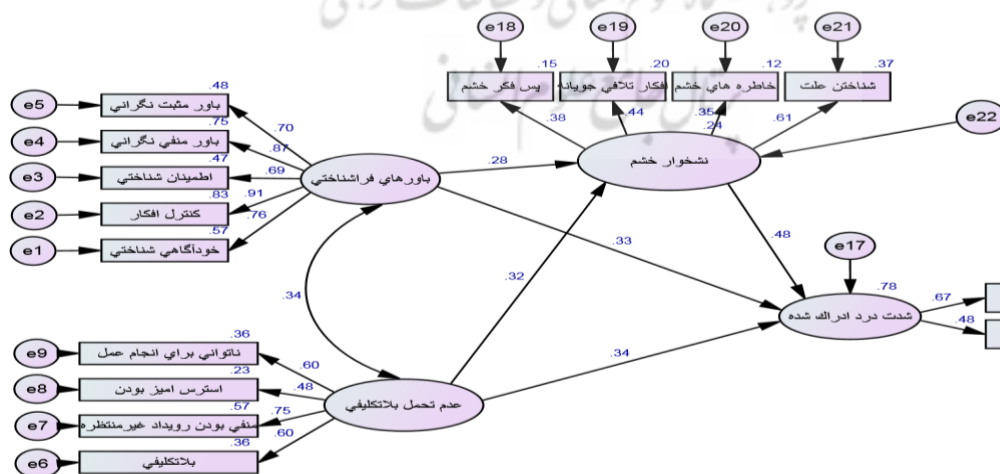 e18
e19
e20
e21
.15
.20
.12
.37
پس فكر خشم
افكار تلافي جويانه
خاطره هاي خشم
شناختن علت
.38
.44
.35
.61
.24
نشخوار خشم
e22
e5
باور مثبت نگراني
.48
e4
باور منفي نگراني
.75
e3
اطمينان شناختي
.47
e2
كنترل افكار
.83
e1
خودآگاهي شناختي
.57
.70
.87
.69
.91
.76
باورهاي فراشناختي
.28
.33
.32
.34
.48
e17
.78
شدت درد ادراك شده
.67
.48
.34
e9
ناتواني براي انجام عمل
.36
e8
استرس اميز بودن
.23
e7
منفي بودن رويداد غيرمنتظره
.57
e6
بلاتكليفي
.36
.60
.48
.75
.60
عدم تحمل بلاتكليفي